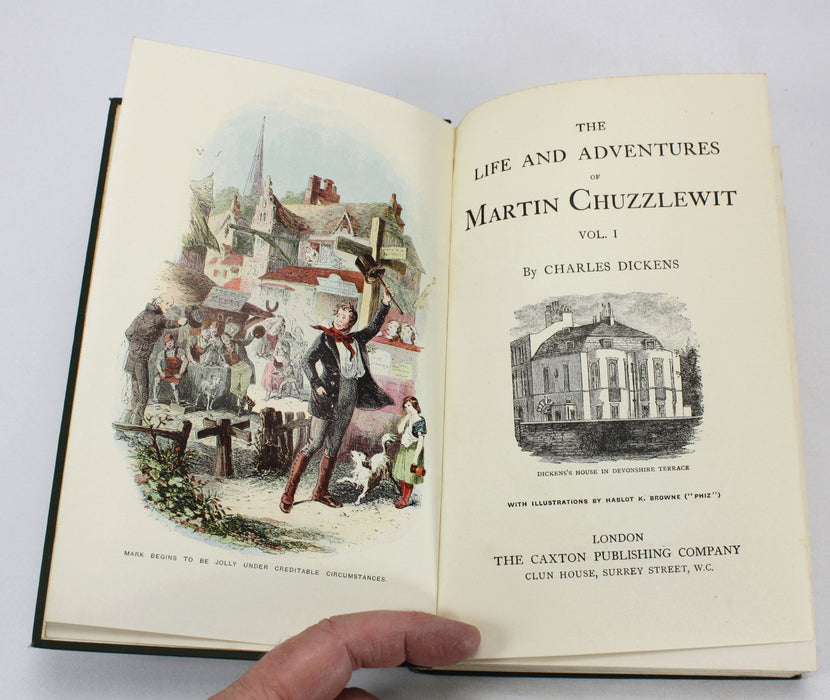 MARK BEGINS TO BE JOLLY UNDER CREDITABLE CIRCUMSTANCES.
THE
LIFE AND ADVENTURES
OF
MARTIN CHUZZLEWIT
VOL. I
By CHARLES DICKENS
DICKENS'S HOUSE IN DEVONSHIRE TERRACE
WITH ILLUSTRATIONS BY HABLOT K. BROWNE ("PHIZ")
LONDON
THE CAXTON PUBLISHING COMPANY
CLUN HOUSE, SURREY STREET, W.C.